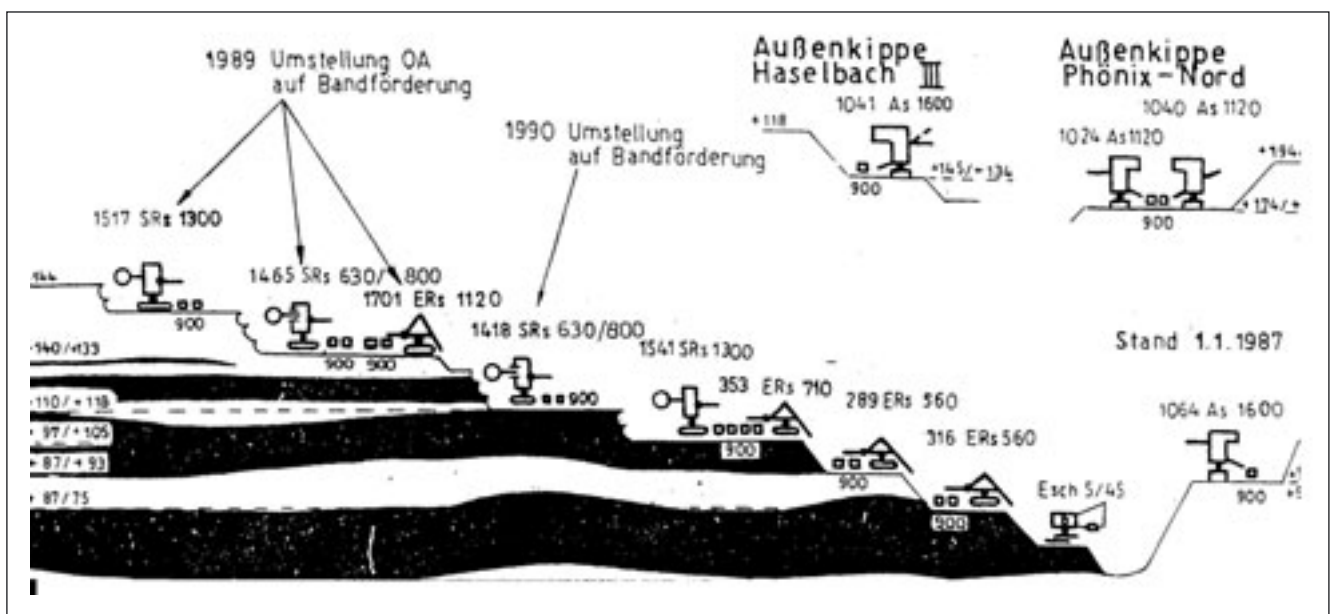 1989 Umstellung OA
auf Bandförderung
1990 Umstellung
auf Bandförderung
Außenkippe
Haselbach III
1041 As 1600
+118
900
Außenkippe
Phönix-Nord
1040 As 1120
1024 As 1120
900
1517 SRs 1300
900
1465 SRs 630/800
1701 ERs 1120
900 900
1418 SRs 630/800
900
1541 SRs 1300
353 ERs 710
900
289 ERs 560
900
316 ERs 560
900
Esch 5/45
Stand 1.1.1987
1064 As 1600
900
+110/+118
+97/+105
+87/+93
+87/75